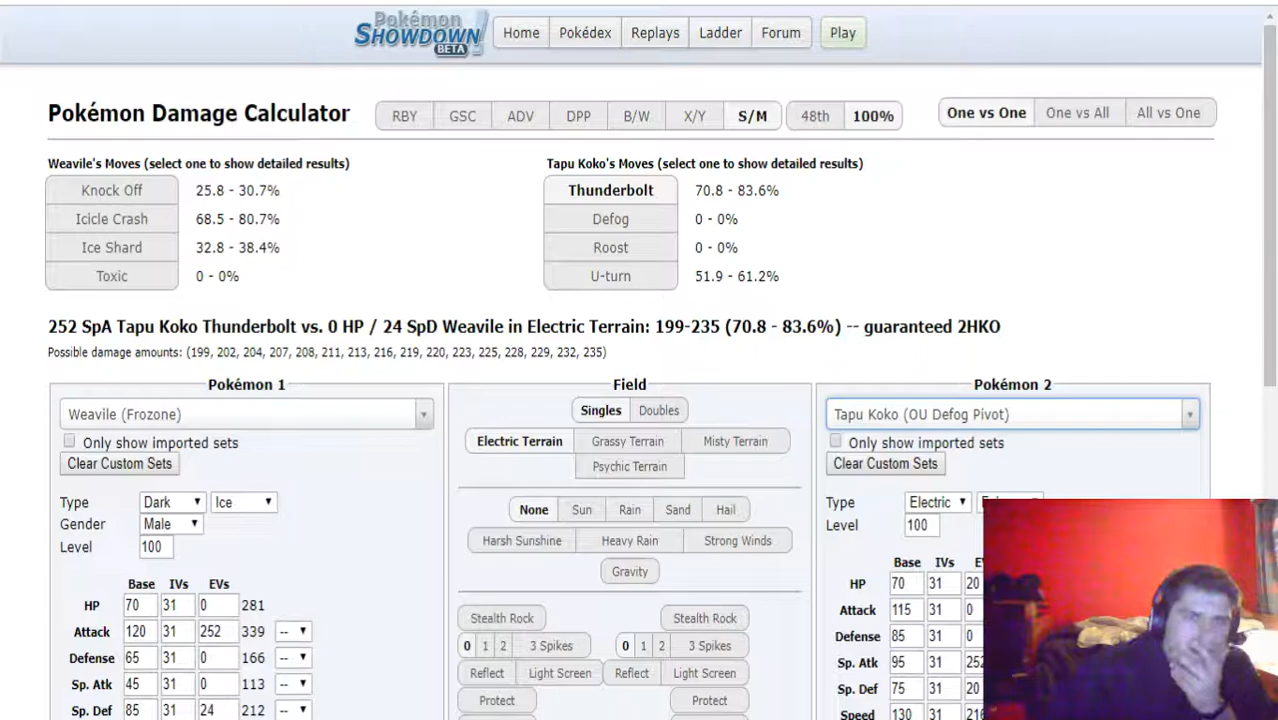 Pokémon
SHOWDOWN!
BETA
Home Pokédex Replays Ladder Forum Play
Pokémon Damage Calculator RBY GSC ADV DPP B/W X/Y S/M 48th 100% One vs One One vs All All vs All
Weavile's Moves (select one to show detailed results) Tapu Koko's Moves (select one to show detailed results)
Knock Off 25.8 - 30.7% Thunderbolt 70.8 - 83.6%
Icicle Crash 68.5 - 80.7% Defog 0 - 0%
Ice Shard 32.8 - 38.4% Roost 0 - 0%
Toxic 0 - 0% U-turn 51.9 - 61.2%
252 SpA Tapu Koko Thunderbolt vs. 0 HP / 24 SpD Weavile in Electric Terrain: 199-235 (70.8 - 83.6%) -- guaranteed 2HKO
Possible damage amounts: (199, 202, 204, 207, 208, 211, 213, 216, 219, 220, 223, 225, 228, 229, 232, 235)
Pokémon 1 Field Pokémon 2
Weavile (Frozone) Singles Doubles Tapu Koko (OU Defog Pivot)
Only show imported sets Electric Terrain Grassy Terrain Misty Terrain Only show imported sets
Clear Custom Sets Psychic Terrain Clear Custom Sets
Type Dark Ice None Sun Rain Sand Hail Type Electric
Gender Male Level 100
Level 100 Harsh Sunshine Heavy Rain Strong Winds
Gravity
Base IVs EVs Base IVs
HP 70 31 0 281 Stealth Rock Stealth Rock HP 70 31 20
Attack 120 31 252 339 -- 0 1 2 3 Spikes 0 1 2 3 Spikes Attack 115 31 0
Defense 65 31 0 166 -- Reflect Light Screen Reflect Light Screen Defense 85 31 0
Sp. Atk 45 31 0 113 -- Protect Protect Sp. Atk 95 31 252
Sp. Def 85 31 24 212 -- Sp. Def 75 31 20
Speed 130 31 216